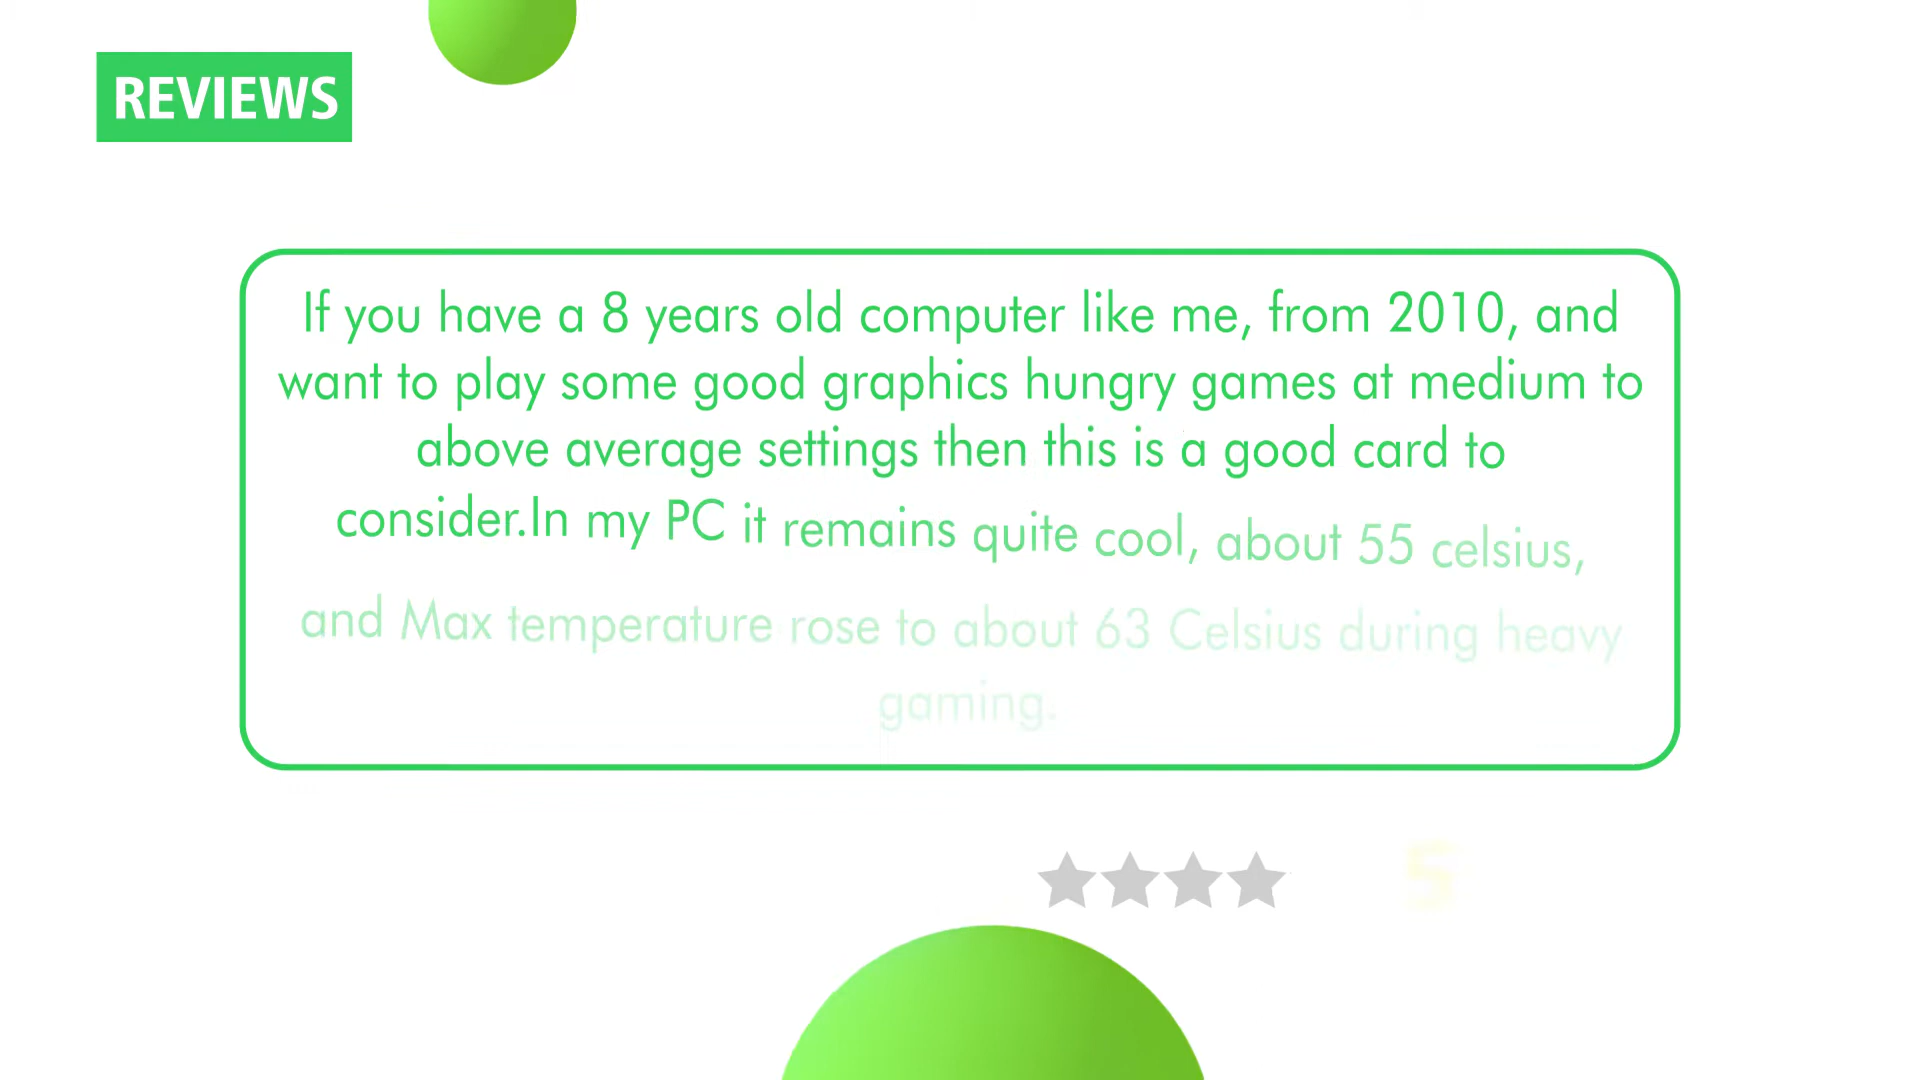 REVIEWS
If you have a 8 years old computer like me, from 2010, and
want to play some good graphics hungry games at medium to
above average settings then this is a good card to
consider.In my PC it remains quite cool, about 55 celsius,
and Max temperature rose to about 63 Celsius during heavy
gaming.
5